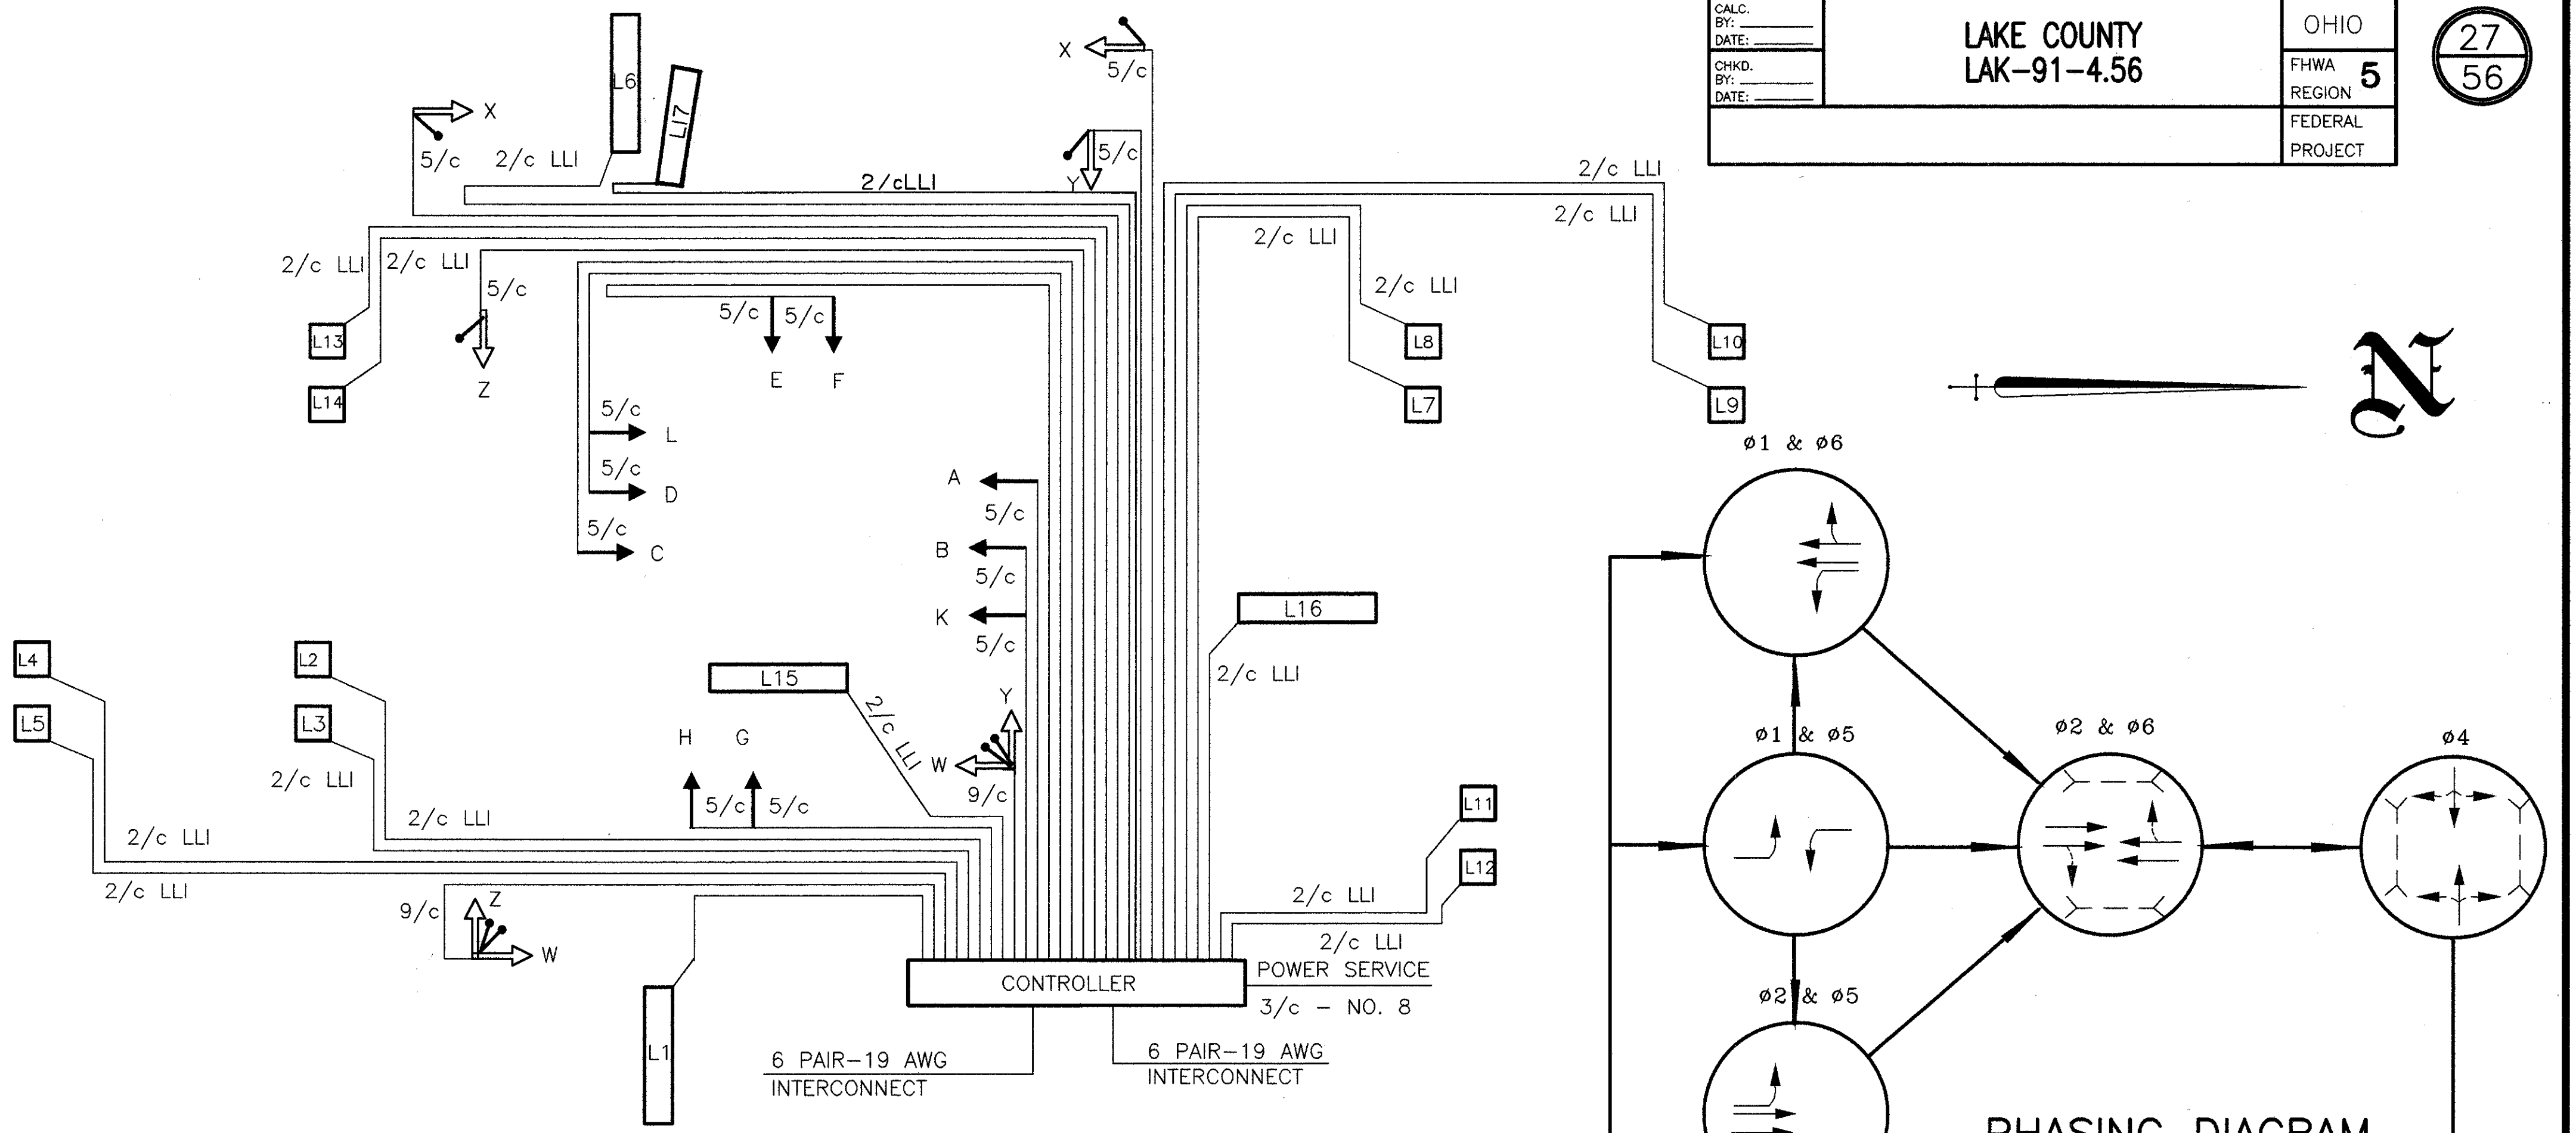 CALC.
BY:
DATE:
CHKD.
BY:
DATE:
LAKE COUNTY
LAK-91-4.56
OHIO
FHWA
REGION 5
FEDERAL
PROJECT
27
56
L6
L17
X
5/c
2/c LLI
X
5/c
5/c
Y
2/cLLI
2/c LLI
2/c LLI
2/c LLI
2/c LLI
2/c LLI
2/c LLI
5/c
Z
L13
L14
5/c
5/c
E
F
L8
L7
L10
L9
N
5/c
L
5/c
D
5/c
C
A
5/c
B
5/c
K
5/c
L16
2/c LLI
L4
L5
L2
L3
2/c LLI
2/c LLI
2/c LLI
2/c LLI
L15
2/c LLI
H
G
5/c
5/c
Y
W
9/c
9/c
Z
W
L11
L12
2/c LLI
2/c LLI
L1
CONTROLLER
POWER SERVICE
3/c - NO. 8
6 PAIR-19 AWG
INTERCONNECT
6 PAIR-19 AWG
INTERCONNECT
ø1 & ø6
ø1 & ø5
ø2 & ø6
ø4
ø2 & ø5
PHASING DIAGRAM